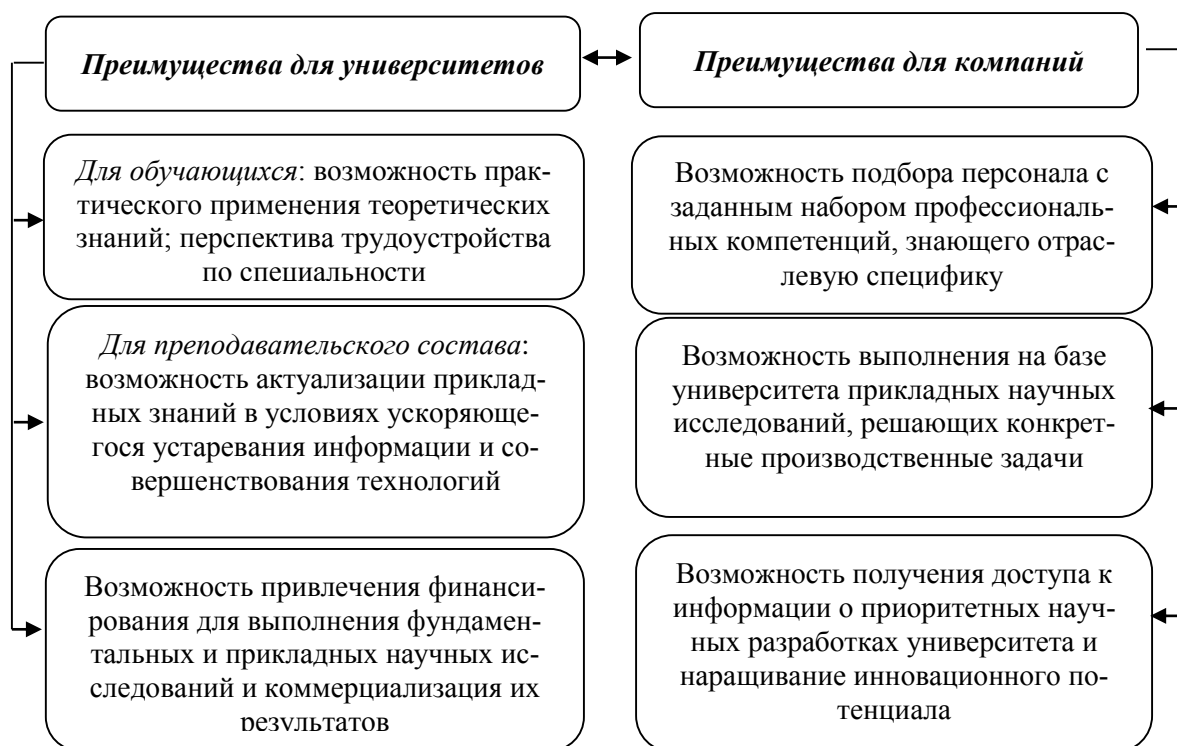 Преимущества для университетов
Преимущества для компаний
Для обучающихся: возможность прак-
тического применения теоретических
знаний; перспектива трудоустройства
по специальности
Возможность подбора персонала с
заданным набором профессиональ-
ных компетенций, знающего отрас-
левую специфику
Для преподавательского состава:
возможность актуализации приклад-
ных знаний в условиях ускоряюще-
гося устаревания информации и со-
вершенствования технологий
Возможность выполнения на базе
университета прикладных научных
исследований, решающих конкрет-
ные производственные задачи
Возможность привлечения финанси-
рования для выполнения фундамен-
тальных и прикладных научных ис-
следований и коммерциализация их
результатов
Возможность получения доступа к
информации о приоритетных науч-
ных разработках университета и
наращивание инновационного по-
тенциала